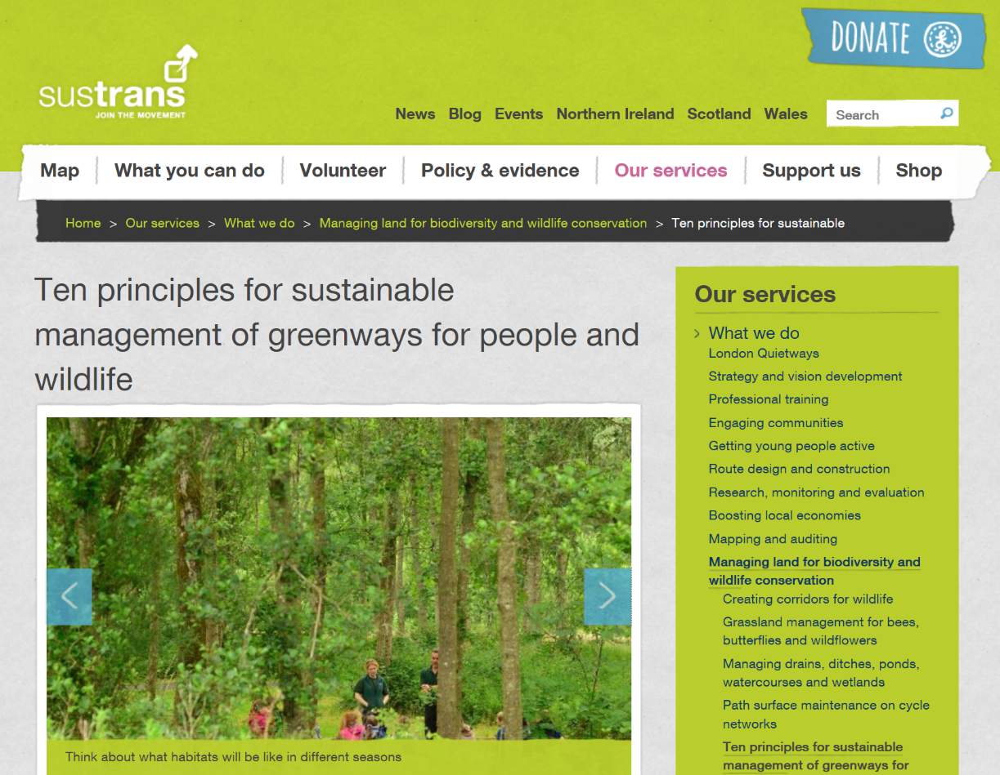 DONATE
sustrans
JOIN THE MOVEMENT
News Blog Events Northern Ireland Scotland Wales Search
Map What you can do Volunteer Policy & evidence Our services Support us Shop
Home > Our services > What we do > Managing land for biodiversity and wildlife conservation > Ten principles for sustainable
Ten principles for sustainable
management of greenways for people and
wildlife
Think about what habitats will be like in different seasons
Our services
What we do
London Quietways
Strategy and vision development
Professional training
Engaging communities
Getting young people active
Route design and construction
Research, monitoring and evaluation
Boosting local economies
Mapping and auditing
Managing land for biodiversity and
wildlife conservation
Creating corridors for wildlife
Grassland management for bees,
butterflies and wildflowers
Managing drains, ditches, ponds,
watercourses and wetlands
Path surface maintenance on cycle
networks
Ten principles for sustainable
management of greenways for